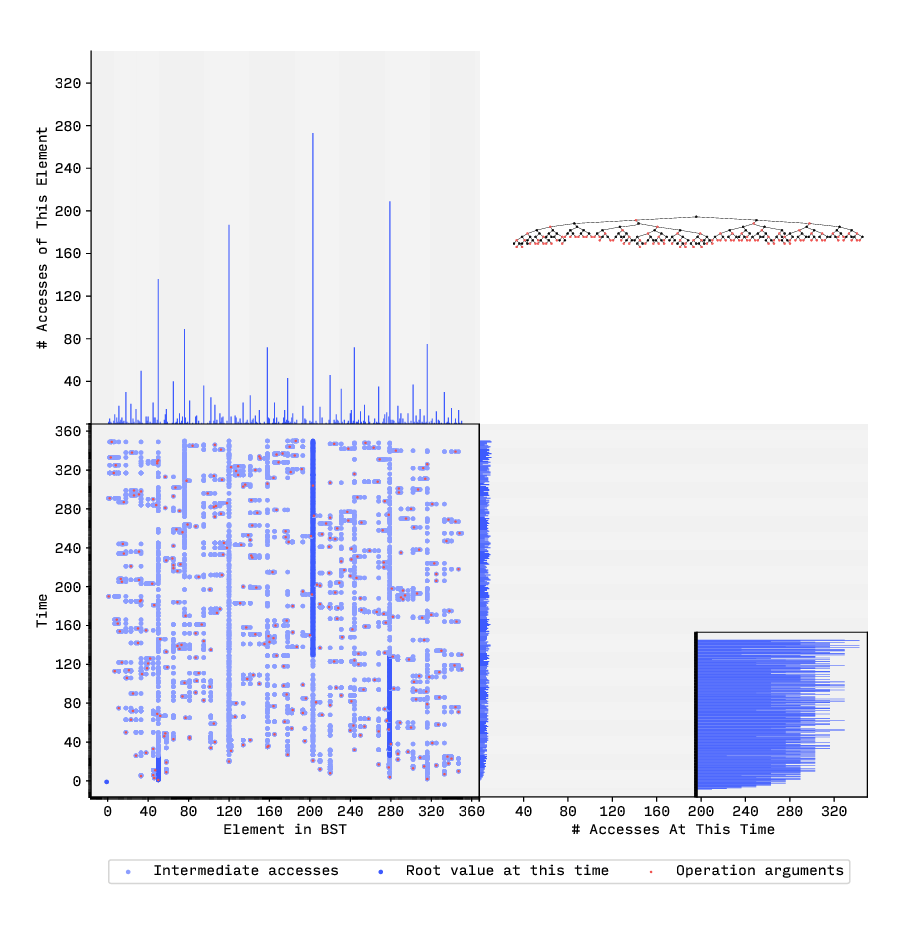 320
280
240
200
160
120
80
40
# Accesses of This Element
360
320
280
240
200
160
120
80
40
0
Time
0 40 80 120 160 200 240 280 320 360
Element in BST
40 80 120 160 200 240 280 320
# Accesses At This Time
Intermediate accesses Root value at this time Operation arguments